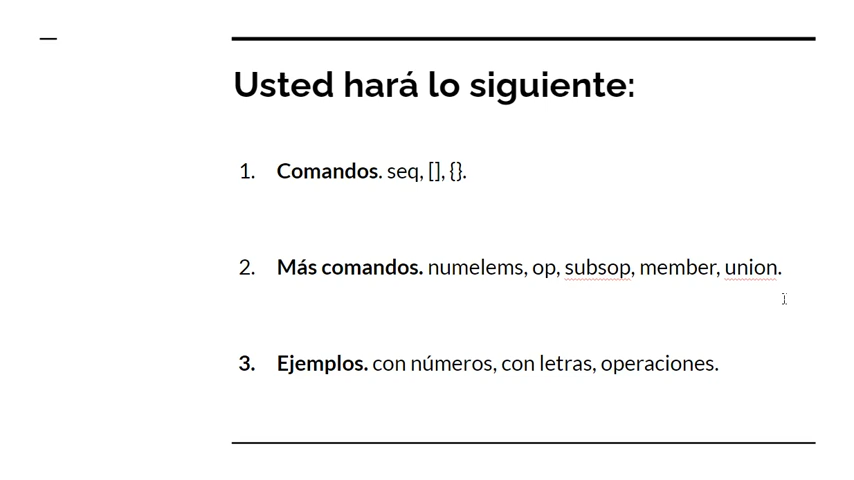 Usted hará lo siguiente:
1. Comandos. seq, [], {}.
2. Más comandos. numelems, op, subsop, member, union.
3. Ejemplos. con números, con letras, operaciones.